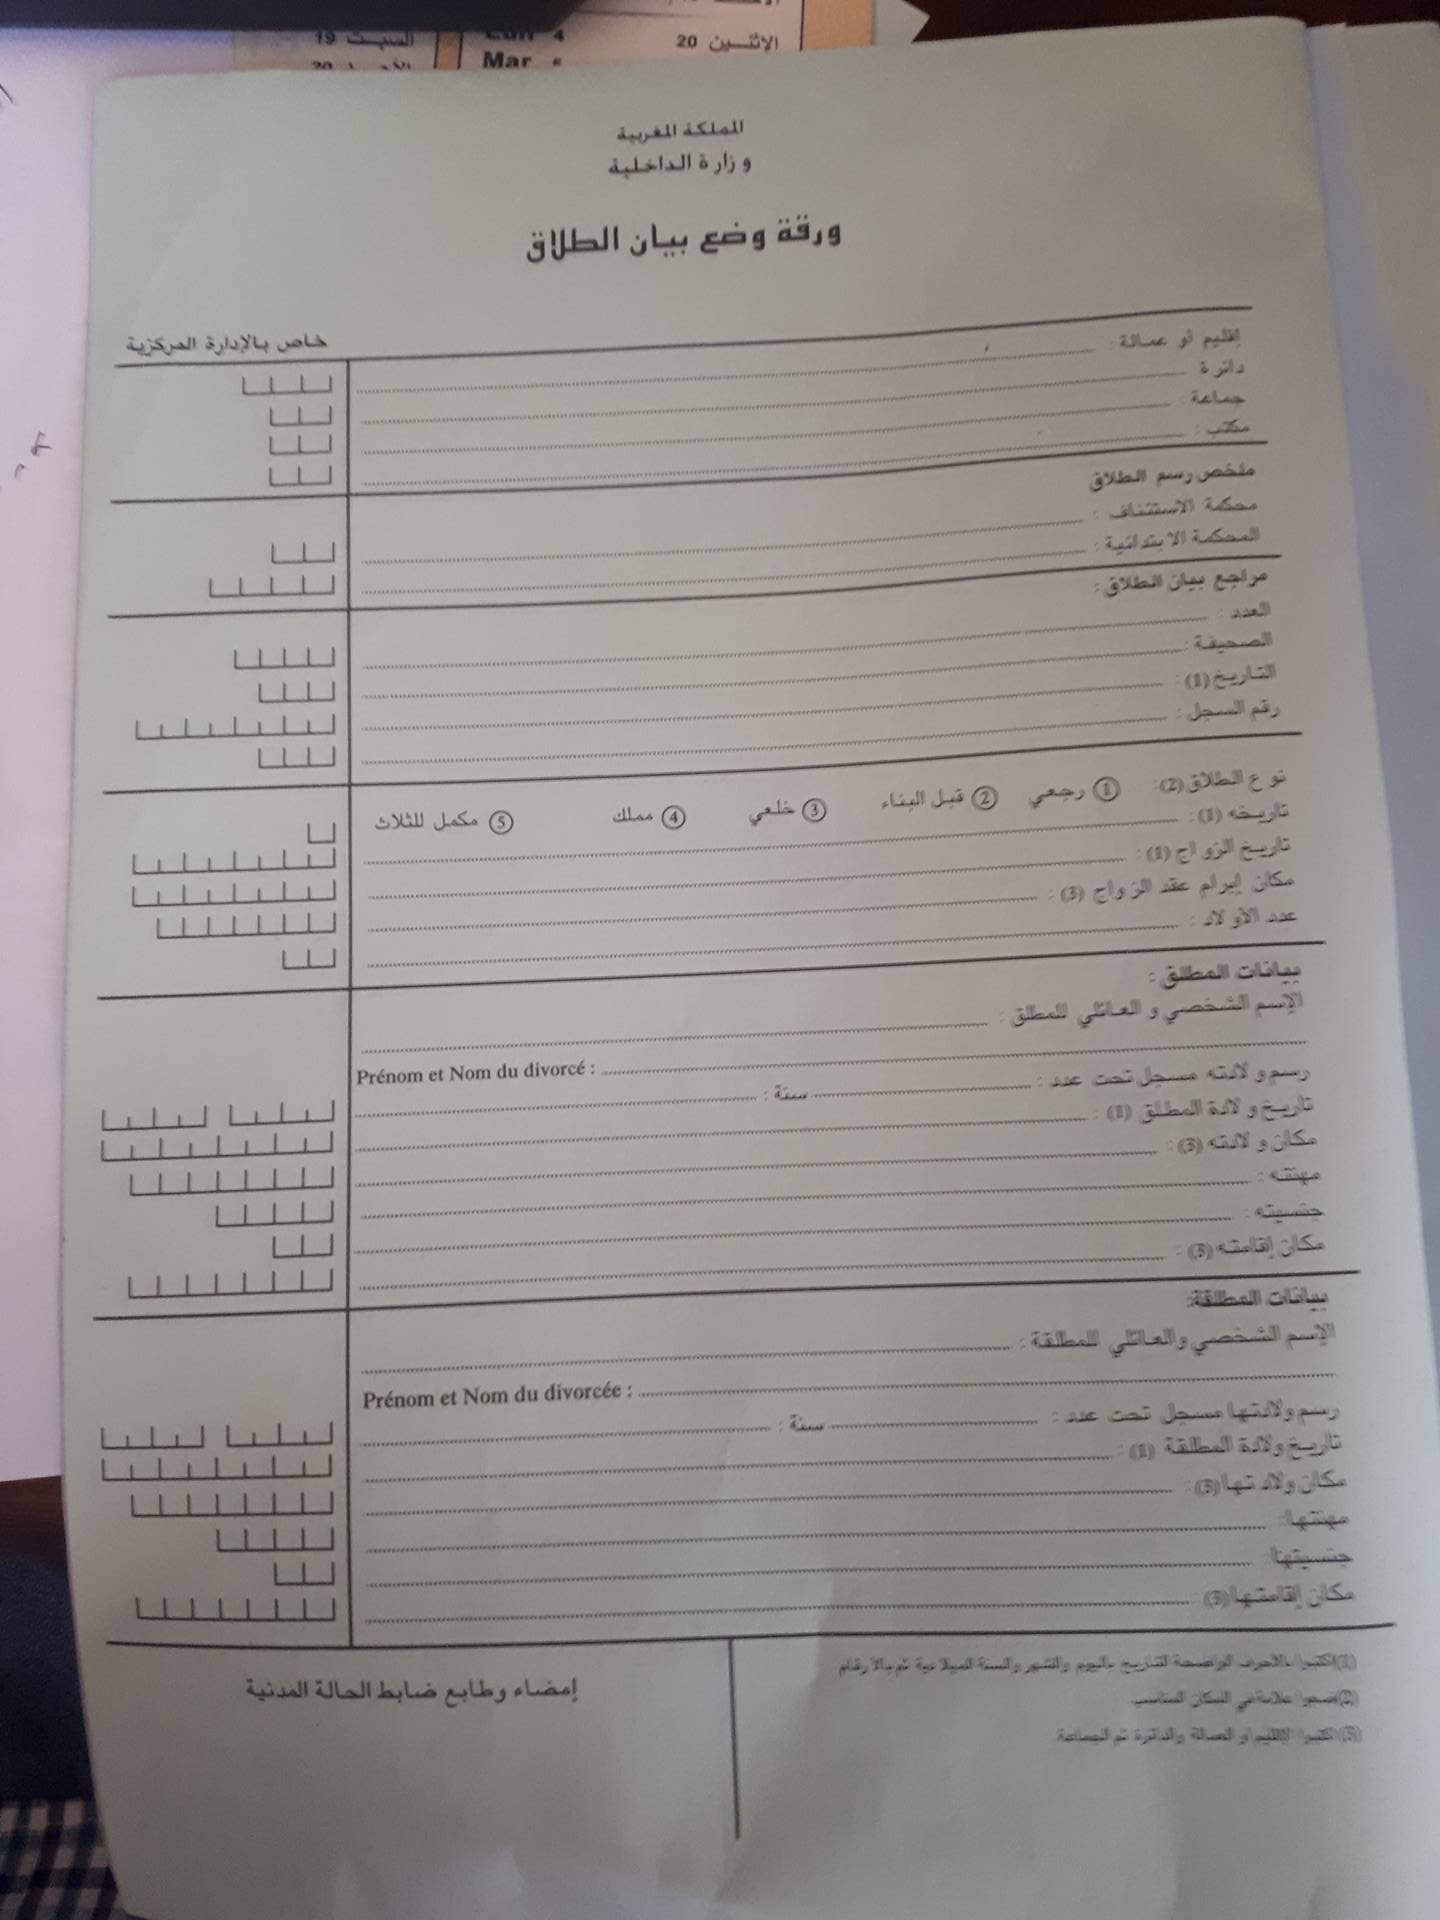 السبت 19
Mar
الاثنين 20
المملكة المغربية
وزارة الداخلية
ورقة وضع بيان الطلاق
خاص بالإدارة المركزية
إقليم أو عمالة :
دائرة
جماعة :
مكتب :
ملخص رسم الطلاق
محكمة الاستئناف :
المحكمة الابتدائية :
مراجع بيان الطلاق :
العدد :
الصحيفة :
التاريخ (1) :
رقم السجل :
نوع الطلاق (2): 1 رجعي 2 قبل البناء 3 خلعي 4 مملك 5 مكمل للثلاث
تاريخه (1) :
تاريخ الزواج (1) :
مكان إبرام عقد الزواج (3) :
عدد الأولاد :
بيانات المطلق :
الإسم الشخصي و العائلي للمطلق :
Prénom et Nom du divorcé :
رسم ولادته مسجل تحت عدد : سنة :
تاريخ ولادة المطلق (1) :
مكان ولادته (3) :
مهنته :
جنسيته :
مكان إقامته (3) :
بيانات المطلقة:
الإسم الشخصي والعائلي للمطلقة :
Prénom et Nom du divorcée :
رسم ولادتها مسجل تحت عدد : سنة :
تاريخ ولادة المطلقة (1) :
مكان ولادتها (3) :
مهنتها:
جنسيتها:
مكان إقامتها (3) :
(1) اكتبوا بالأحرف الواضحة التاريخ باليوم والشهر والسنة الميلادية ثم بالأرقام
(2) ضعوا علامة في المكان المناسب
(3) اكتبوا الإقليم أو العمالة والدائرة ثم الجماعة
إمضاء وطابع ضابط الحالة المدنية